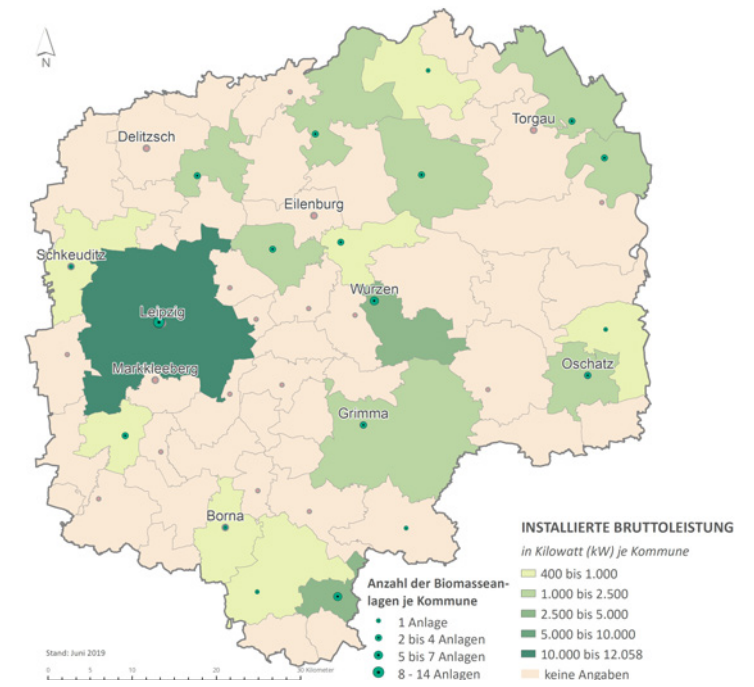 N
Delitzsch
Torgau
Eilenburg
Schkeuditz
Wurzen
Leipzig
Markkleeberg
Oschatz
Grimma
Borna
INSTALLIERTE BRUTTOLEISTUNG
in Kilowatt (kW) je Kommune
400 bis 1.000
1.000 bis 2.500
2.500 bis 5.000
5.000 bis 10.000
10.000 bis 12.058
keine Angaben
Anzahl der Biomassean-
lagen je Kommune
1 Anlage
2 bis 4 Anlagen
5 bis 7 Anlagen
8 - 14 Anlagen
Stand: Juni 2019
0 5 10 20 30 Kilometer